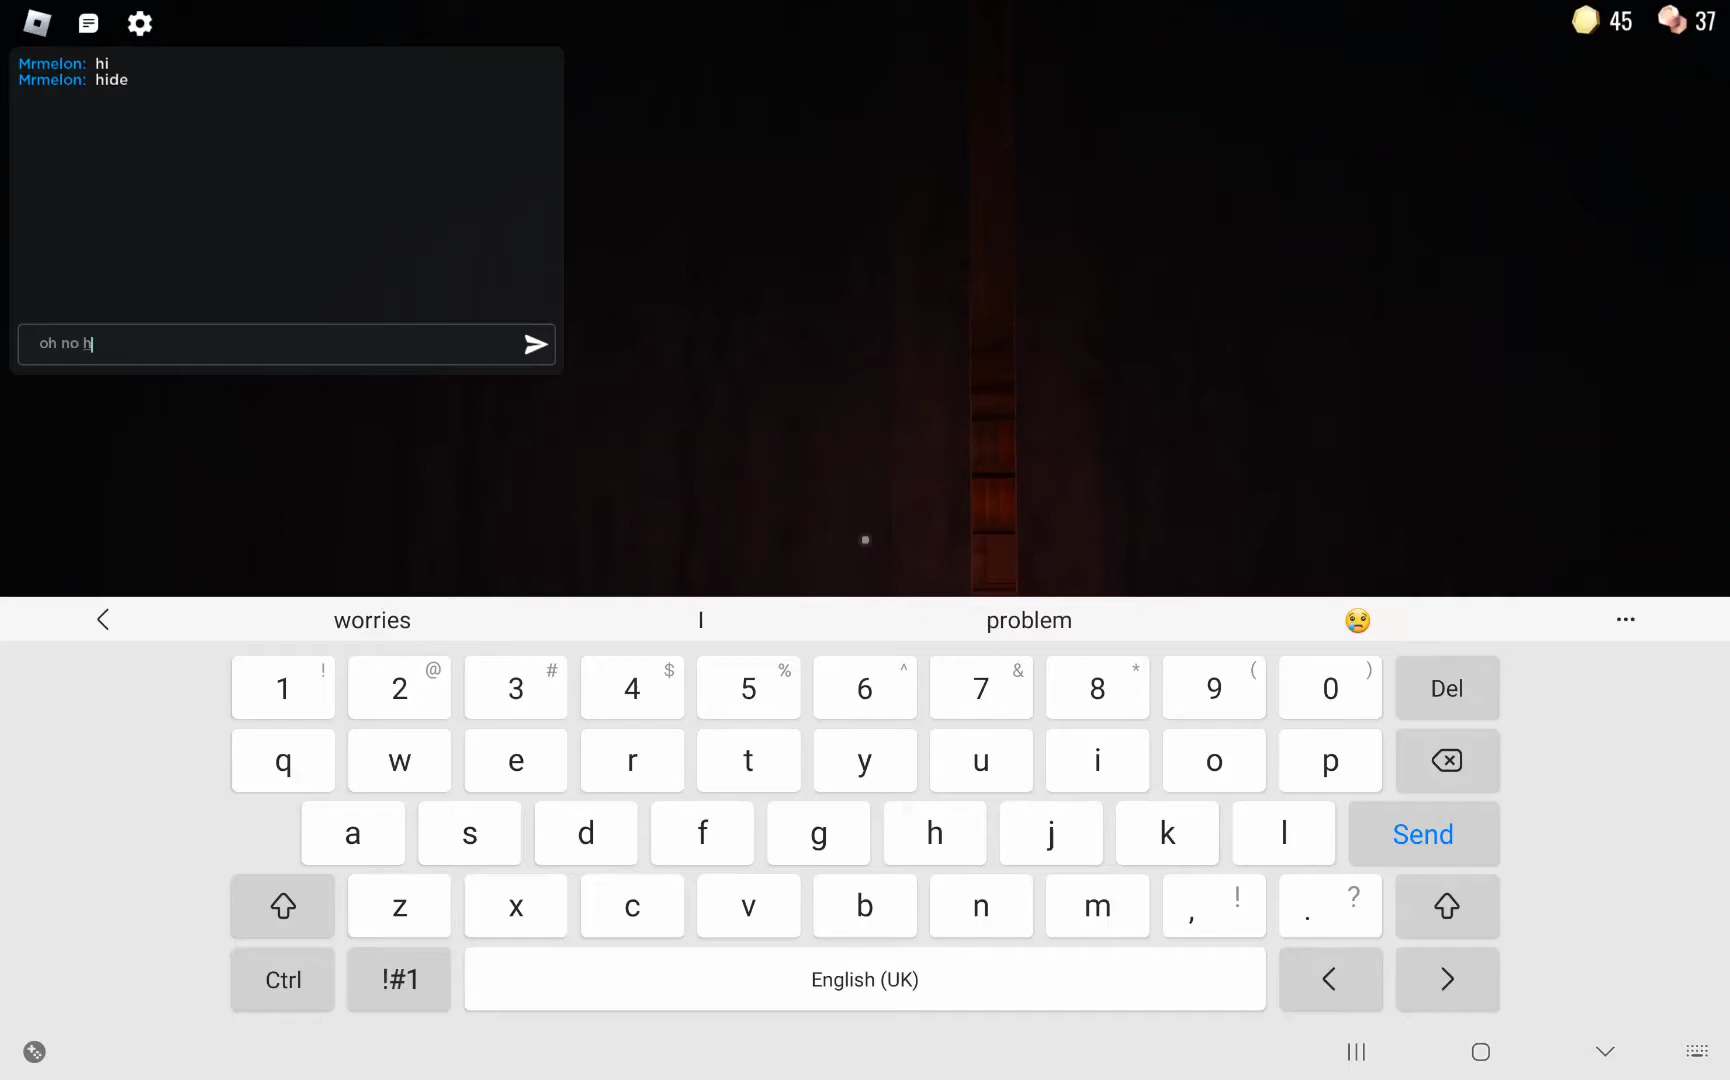 45 37
Mrmelon: hi
Mrmelon: hide
oh no h
worries I problem
1 ! 2 @ 3 # 4 $ 5 % 6 ^ 7 & 8 * 9 ( 0 ) Del
q w e r t y u i o p
a s d f g h j k l Send
z x c v b n m , ! . ?
Ctrl !#1 English (UK) < >